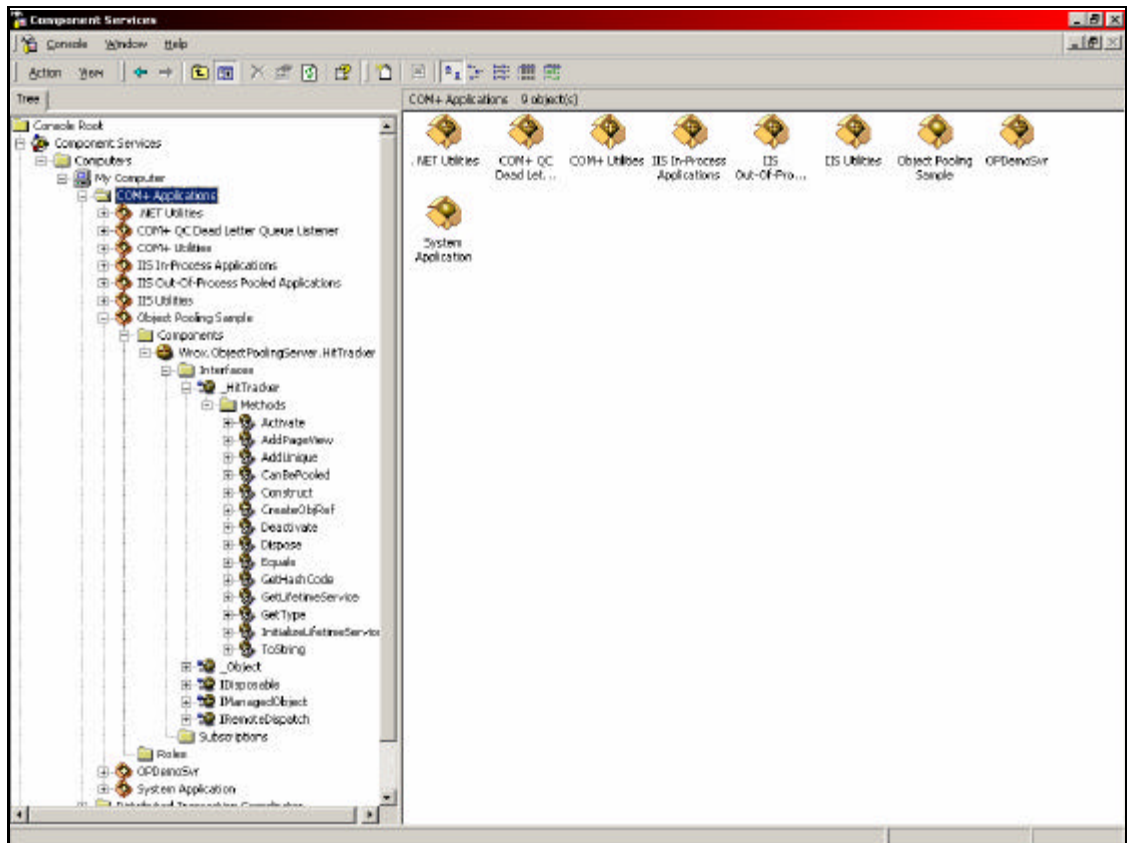 Component Services
Console Window Help
Action View
Tree
COM+ Applications 9 object(s)
Console Root
Component Services
Computers
My Computer
COM+ Applications
.NET Utilities
COM+ QC Dead Letter Queue Listener
COM+ Utilities
IIS In-Process Applications
IIS Out-Of-Process Pooled Applications
IIS Utilities
Object Pooling Sample
Components
Wrox.ObjectPoolingServer.HitTracker
Interfaces
_HitTracker
Methods
Activate
AddPageView
AddUnique
CanBePooled
Construct
CreateObjRef
Deactivate
Dispose
Equals
GetHashCode
GetLifetimeService
GetType
InitializeLifetimeService
ToString
_Object
IDisposable
IManagedObject
IRemoteDispatch
Subscriptions
Roles
OPDemoSvr
System Application
Distributed Transaction Coordinator
.NET Utilities
COM+ QC
Dead Let...
COM+ Utilities
IIS In-Process
Applications
IIS
Out-Of-Pro...
IIS Utilities
Object Pooling
Sample
OPDemoSvr
System
Application